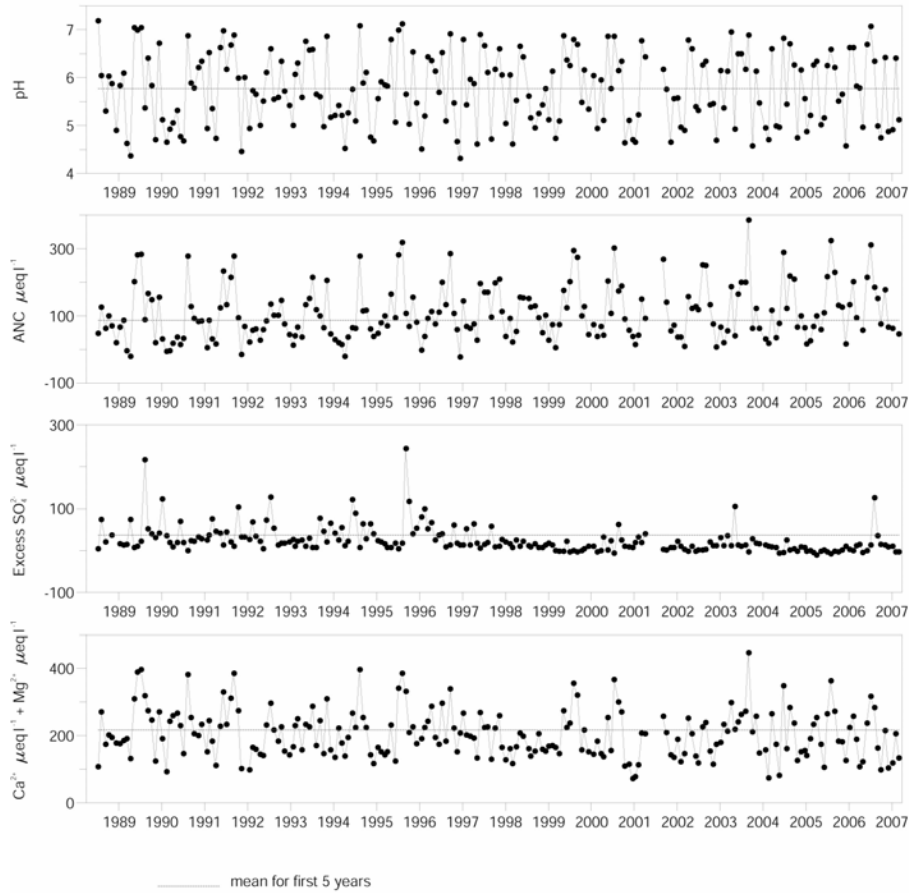 7
6
5
4
pH
1989 1990 1991 1992 1993 1994 1995 1996 1997 1998 1999 2000 2001 2002 2003 2004 2005 2006 2007
300
100
-100
ANC µeq l⁻¹
1989 1990 1991 1992 1993 1994 1995 1996 1997 1998 1999 2000 2001 2002 2003 2004 2005 2006 2007
300
100
-100
Excess SO₄²⁻ µeq l⁻¹
1989 1990 1991 1992 1993 1994 1995 1996 1997 1998 1999 2000 2001 2002 2003 2004 2005 2006 2007
400
200
0
Ca²⁺ µeq l⁻¹ + Mg²⁺ µeq l⁻¹
1989 1990 1991 1992 1993 1994 1995 1996 1997 1998 1999 2000 2001 2002 2003 2004 2005 2006 2007
mean for first 5 years